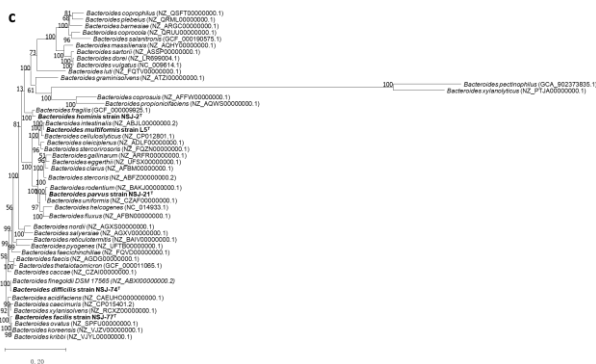 c
Bacteroides coprophilus (NZ_QSFT00000000.1)
Bacteroides plebeius (NZ_QRML00000000.1)
Bacteroides barnesiae (NZ_ARGC00000000.1)
Bacteroides coprocola (NZ_QRUU00000000.1)
Bacteroides salanitronis (GCF_000190575.1)
Bacteroides massiliensis (NZ_AQHY00000000.1)
Bacteroides sartorii (NZ_ASSP00000000.1)
Bacteroides dorei (NZ_LR699004.1)
Bacteroides vulgatus (NC_009614.1)
Bacteroides luti (NZ_FQTV00000000.1)
Bacteroides graminisolvens (NZ_ATZI00000000.1)
Bacteroides pectinophilus (GCA_902373835.1)
Bacteroides xylanolyticus (NZ_PTJA00000000.1)
Bacteroides coprosuis (NZ_AFFW00000000.1)
Bacteroides propionicifaciens (NZ_AQWS00000000.1)
Bacteroides fragilis (GCF_000009925.1)
Bacteroides hominis strain NSJ-2T
Bacteroides intestinalis (NZ_ABJL00000000.2)
Bacteroides multiformis strain L5T
Bacteroides cellulosilyticus (NZ_CP012801.1)
Bacteroides oleiciplenus (NZ_ADLF00000000.1)
Bacteroides stercorirosoris (NZ_FQZN00000000.1)
Bacteroides gallinarum (NZ_ARFR00000000.1)
Bacteroides eggerthii (NZ_UFSX00000000.1)
Bacteroides clarus (NZ_AFBM00000000.1)
Bacteroides stercoris (NZ_ABFZ00000000.2)
Bacteroides rodentium (NZ_BAKJ00000000.1)
Bacteroides parvus strain NSJ-21T
Bacteroides uniformis (NZ_CZAF00000000.1)
Bacteroides helcogenes (NC_014933.1)
Bacteroides fluxus (NZ_AFBN00000000.1)
Bacteroides nordii (NZ_AGXS00000000.1)
Bacteroides salyersiae (NZ_AGXV00000000.1)
Bacteroides reticulotermitis (NZ_BAIV00000000.1)
Bacteroides pyogenes (NZ_UFTB00000000.1)
Bacteroides faecichinchillae (NZ_FQVD00000000.1)
Bacteroides faecis (NZ_AGDG00000000.1)
Bacteroides thetaiotaomicron (GCF_000011065.1)
Bacteroides caccae (NZ_CZAI00000000.1)
Bacteroides finegoldii DSM 17565 (NZ_ABXI00000000.2)
Bacteroides difficilis strain NSJ-74T
Bacteroides acidifaciens (NZ_CAEUHO000000000.1)
Bacteroides caecimuris (NZ_CP015401.2)
Bacteroides xylanisolvens (NZ_RCXZ00000000.1)
Bacteroides facilis strain NSJ-77T
Bacteroides ovatus (NZ_SPFU00000000.1)
Bacteroides koreensis (NZ_VJZV00000000.1)
Bacteroides kribbi (NZ_VJYL00000000.1)
0.20